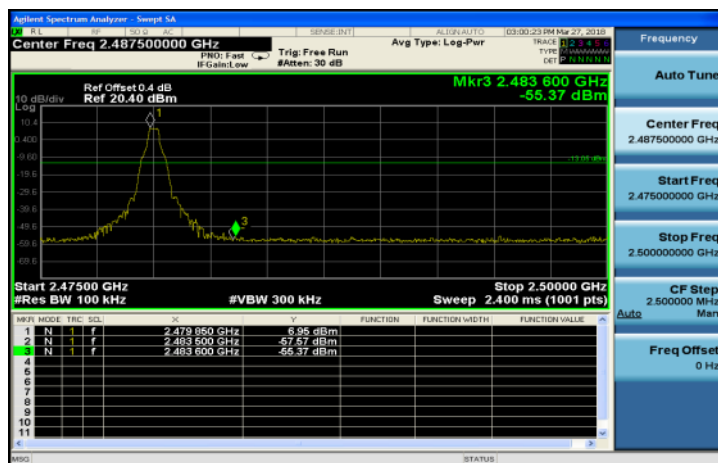 Agilent Spectrum Analyzer - Swept SA
RL RF 50 Ω AC SENSE:INT ALIGN AUTO 03:00:23 PM Mar 27, 2018
Center Freq 2.487500000 GHz
PNO: Fast
IFGain:Low
Trig: Free Run
#Atten: 30 dB
Avg Type: Log-Pwr
TRACE 1 2 3 4 5 6
TYPE
DET P N N N N N
Ref Offset 0.4 dB
10 dB/div Ref 20.40 dBm
Log
Mkr3 2.483 600 GHz
-55.37 dBm
10.4
0.400
-9.60
-19.6
-29.6
-39.6
-49.6
-59.6
-69.6
1
3
Start 2.47500 GHz Stop 2.50000 GHz
#Res BW 100 kHz #VBW 300 kHz Sweep 2.400 ms (1001 pts)
MKR MODE TRC SCL X Y FUNCTION FUNCTION WIDTH FUNCTION VALUE
1 N 1 f 2.479 850 GHz 6.95 dBm
2 N 1 f 2.483 500 GHz -57.57 dBm
3 N 1 f 2.483 600 GHz -55.37 dBm
4
5
6
7
8
9
10
11
MSG STATUS
Frequency
Auto Tune
Center Freq
2.487500000 GHz
Start Freq
2.475000000 GHz
Stop Freq
2.500000000 GHz
CF Step
2.500000 MHz
Auto Man
Freq Offset
0 Hz